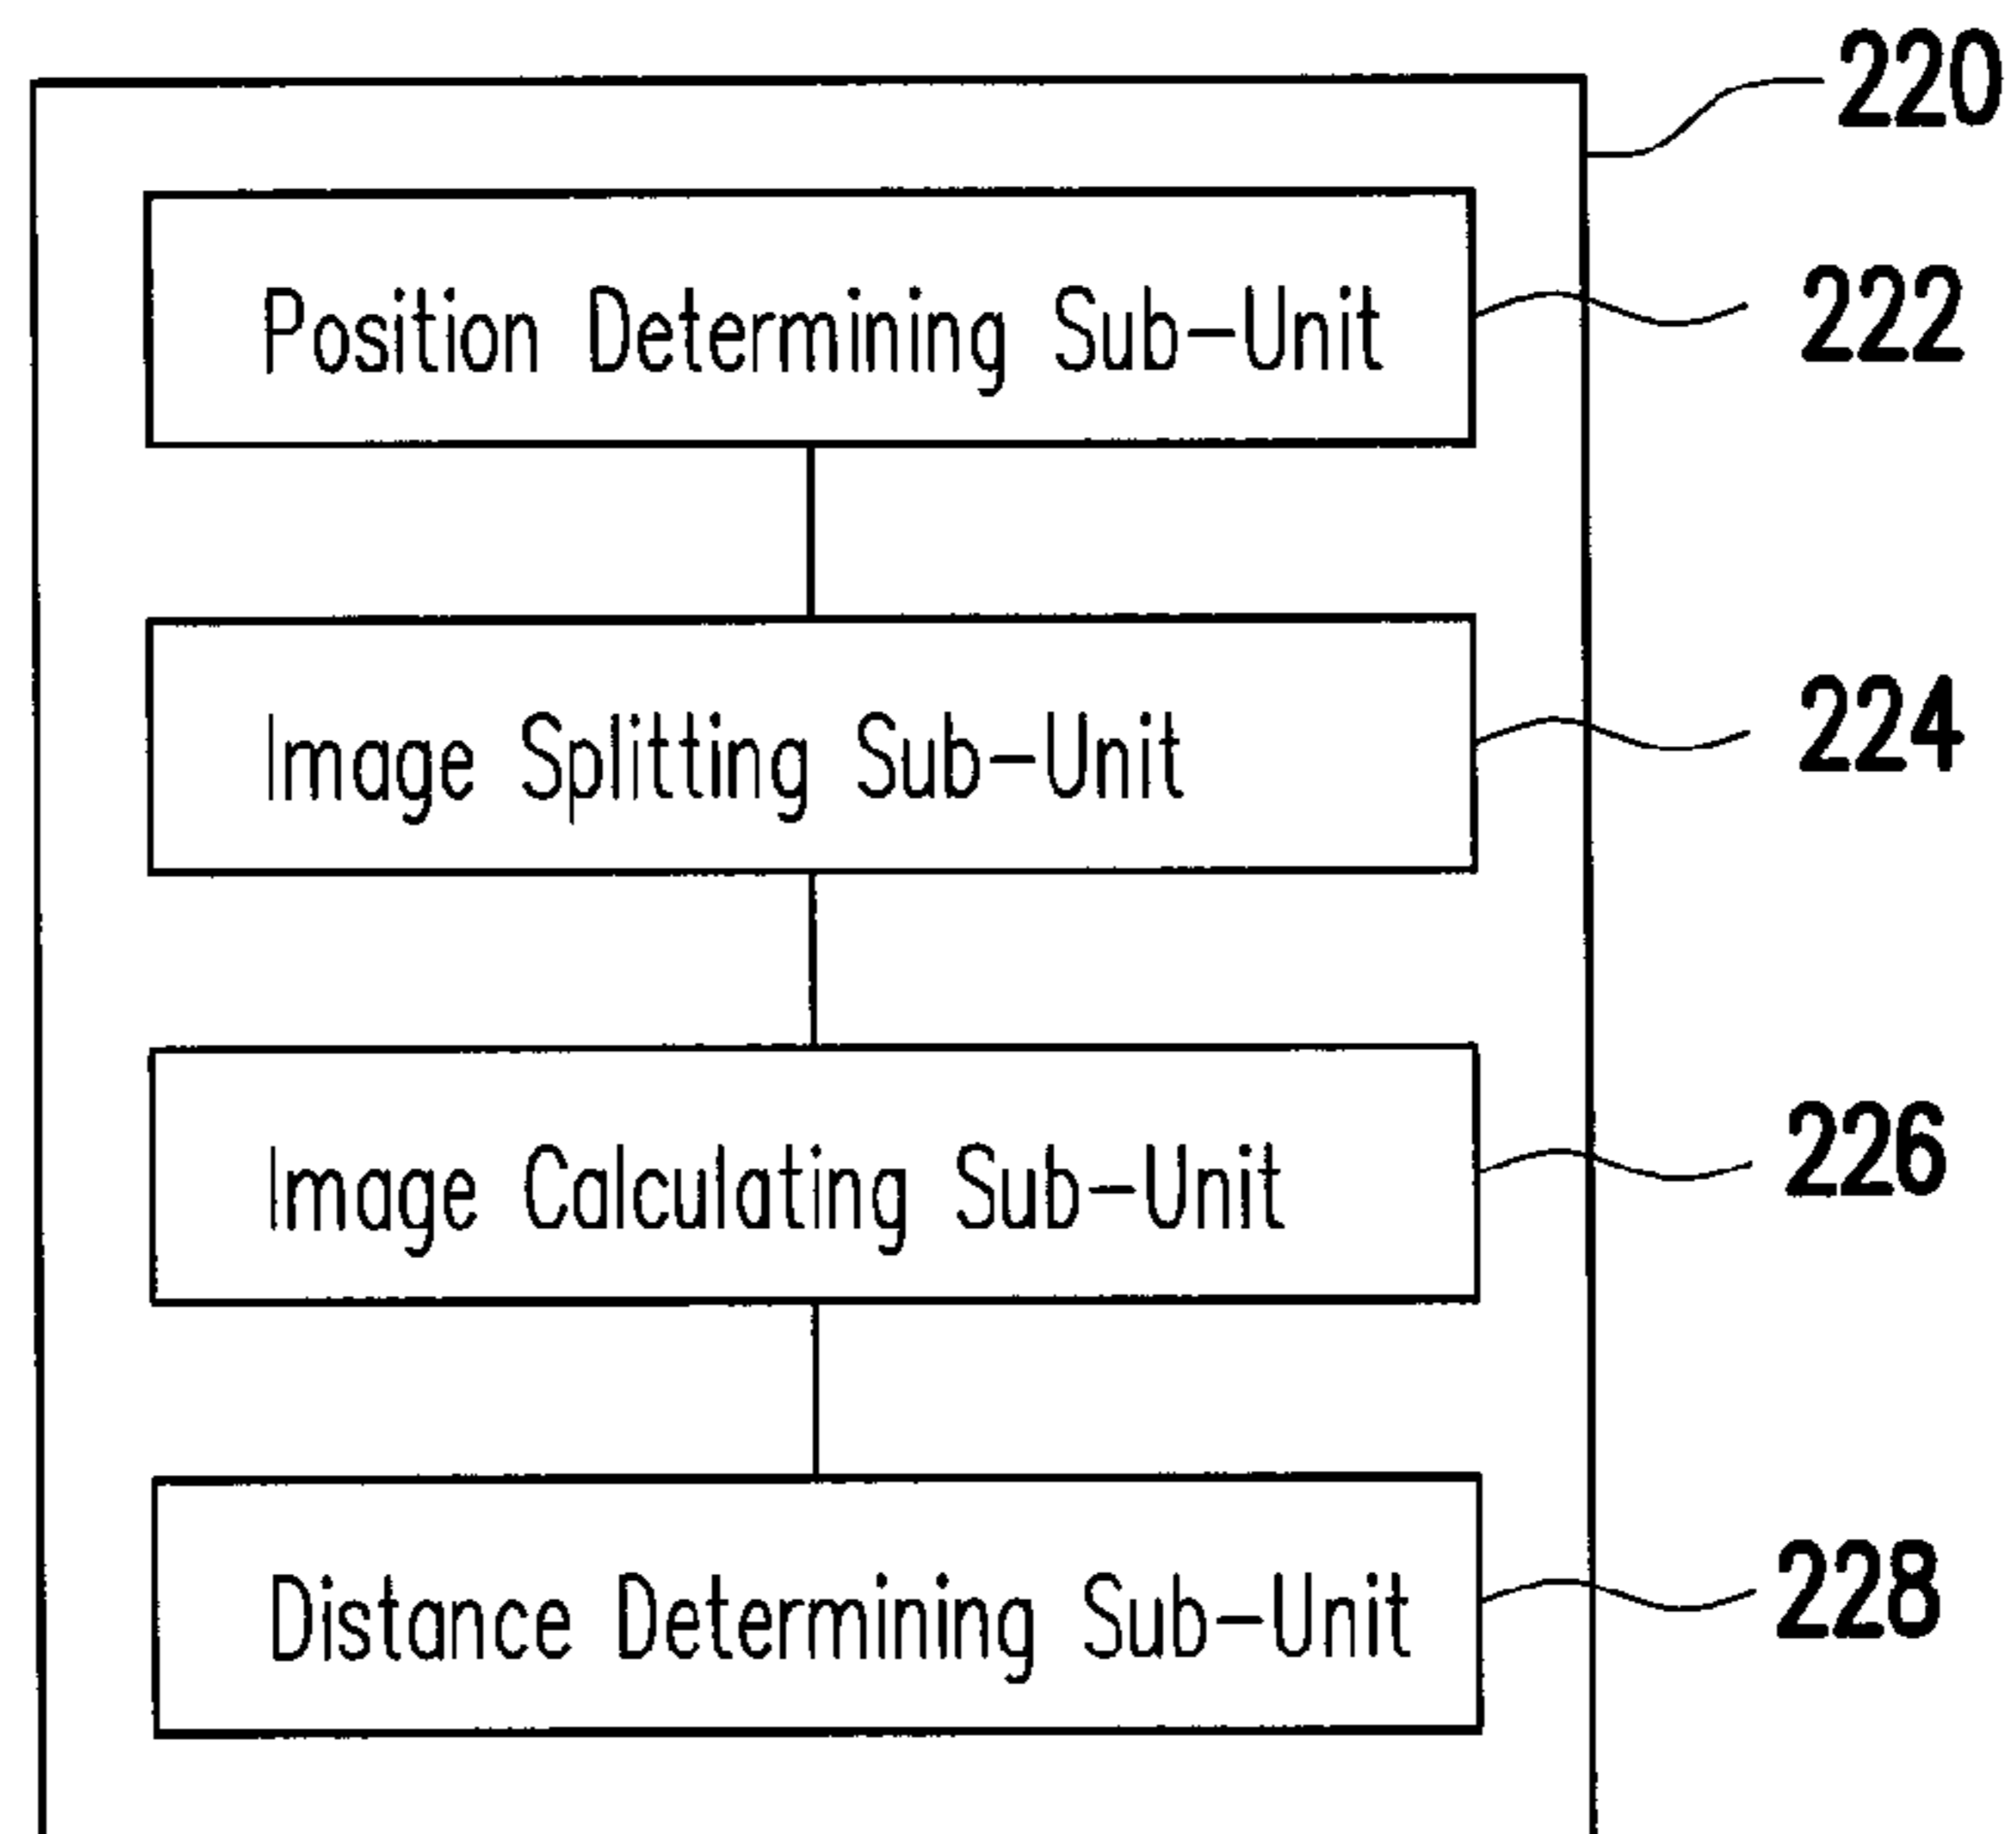 220
Position Determining Sub-Unit
222
Image Splitting Sub-Unit
224
Image Calculating Sub-Unit
226
Distance Determining Sub-Unit
228